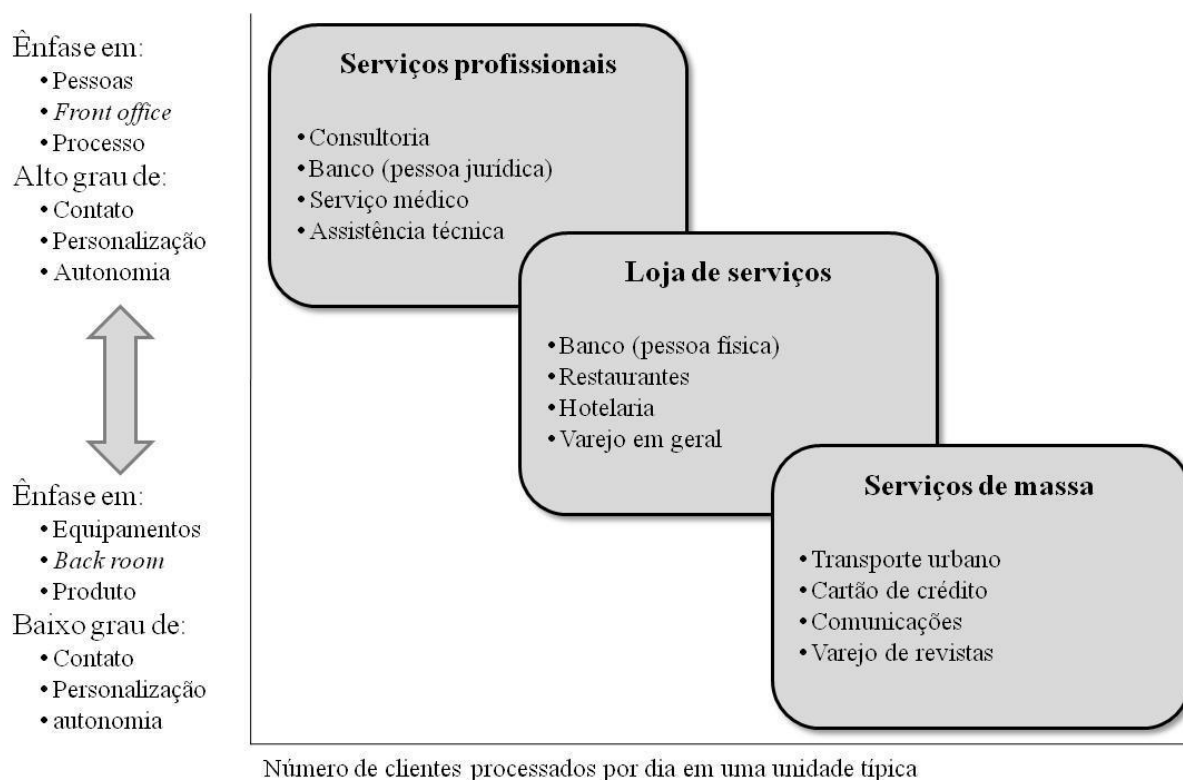 Ênfase em:
• Pessoas
• Front office
• Processo
Alto grau de:
• Contato
• Personalização
• Autonomia
Ênfase em:
• Equipamentos
• Back room
• Produto
Baixo grau de:
• Contato
• Personalização
• autonomia
Serviços profissionais
• Consultoria
• Banco (pessoa jurídica)
• Serviço médico
• Assistência técnica
Loja de serviços
• Banco (pessoa física)
• Restaurantes
• Hotelaria
• Varejo em geral
Serviços de massa
• Transporte urbano
• Cartão de crédito
• Comunicações
• Varejo de revistas
Número de clientes processados por dia em uma unidade típica